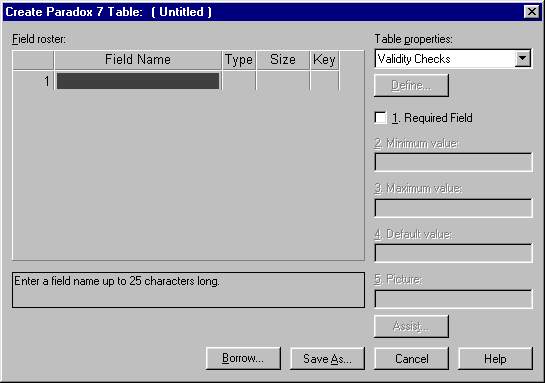 Create Paradox 7 Table: ( Untitled )
Field roster:
Field Name Type Size Key
1
Enter a field name up to 25 characters long.
Table properties:
Validity Checks
Define...
1. Required Field
2. Minimum value:
3. Maximum value:
4. Default value:
5. Picture:
Assist...
Borrow... Save As... Cancel Help